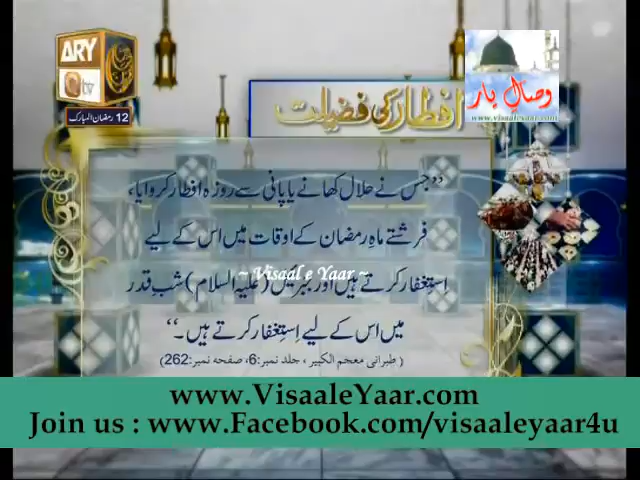 ARY
Q tv
12 رمضان المبارک
وصالِ یار
www.visaaleyaar.com
افطار کی فضیلت
”جس نے حلال کھانے یا پانی سے روزہ افطار کروایا،
فرشتے ماہِ رمضان کے اوقات میں اس کے لیے
~ Visaal e Yaar ~
اِستغفار کرتے ہیں اور جبرئیل (علیہ السلام) شبِ قدر
میں اس کے لیے اِستغفار کرتے ہیں۔“
(طبرانی معجم الکبیر، جلد نمبر:6، صفحہ نمبر:262)
www.VisaaleYaar.com
Join us : www.Facebook.com/visaaleyaar4u